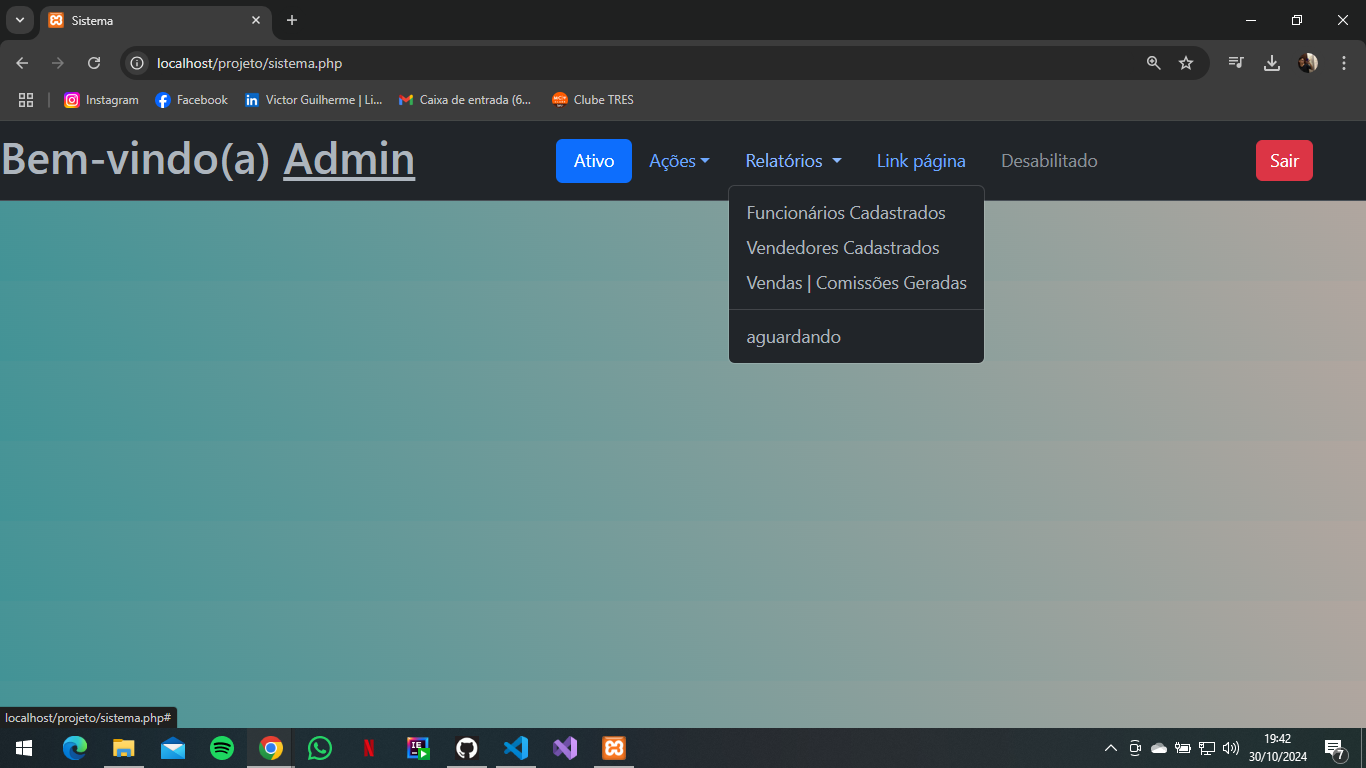 Sistema
localhost/projeto/sistema.php
Instagram
Facebook
Victor Guilherme | Li...
Caixa de entrada (6...
Clube TRES
Bem-vindo(a) Admin
Ativo
Ações
Relatórios
Link página
Desabilitado
Sair
Funcionários Cadastrados
Vendedores Cadastrados
Vendas | Comissões Geradas
aguardando
localhost/projeto/sistema.php#
19:42
30/10/2024
7